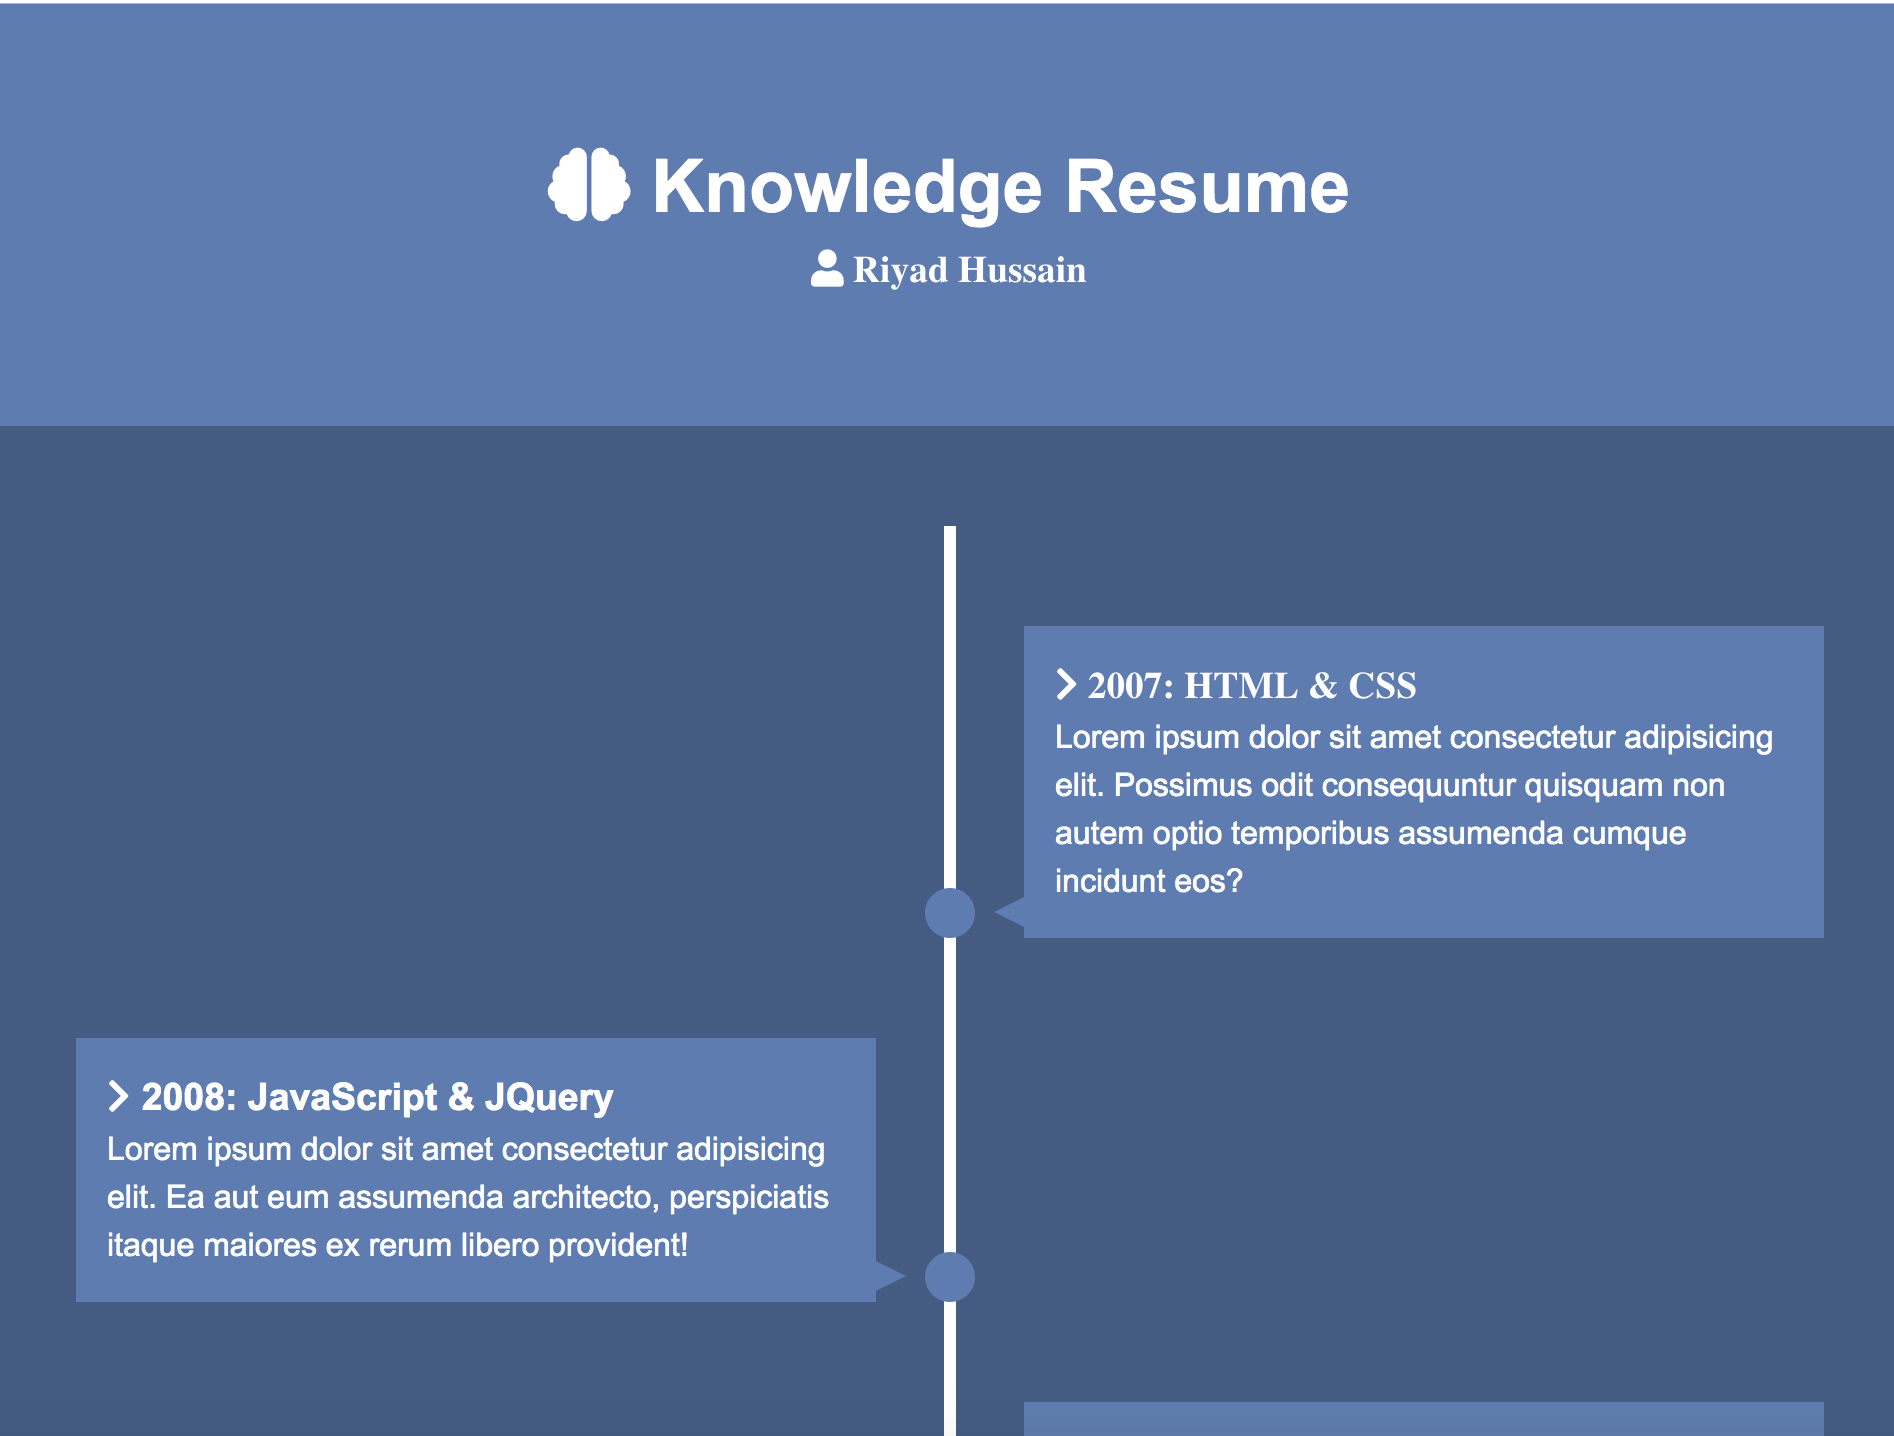 Knowledge Resume
Riyad Hussain
2007: HTML & CSS
Lorem ipsum dolor sit amet consectetur adipisicing
elit. Possimus odit consequuntur quisquam non
autem optio temporibus assumenda cumque
incidunt eos?
2008: JavaScript & JQuery
Lorem ipsum dolor sit amet consectetur adipisicing
elit. Ea aut eum assumenda architecto, perspiciatis
itaque maiores ex rerum libero provident!